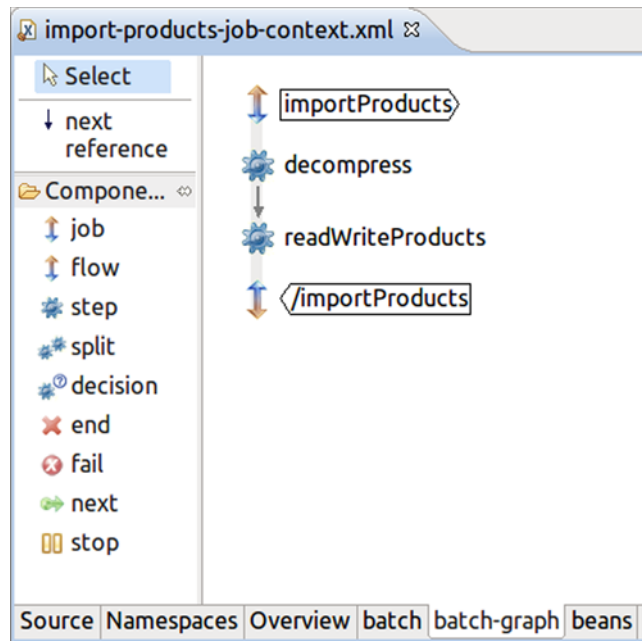 import-products-job-context.xml
Select
next
reference
Compone...
job
flow
step
split
decision
end
fail
next
stop
importProducts
decompress
readWriteProducts
/importProducts
Source Namespaces Overview batch batch-graph beans